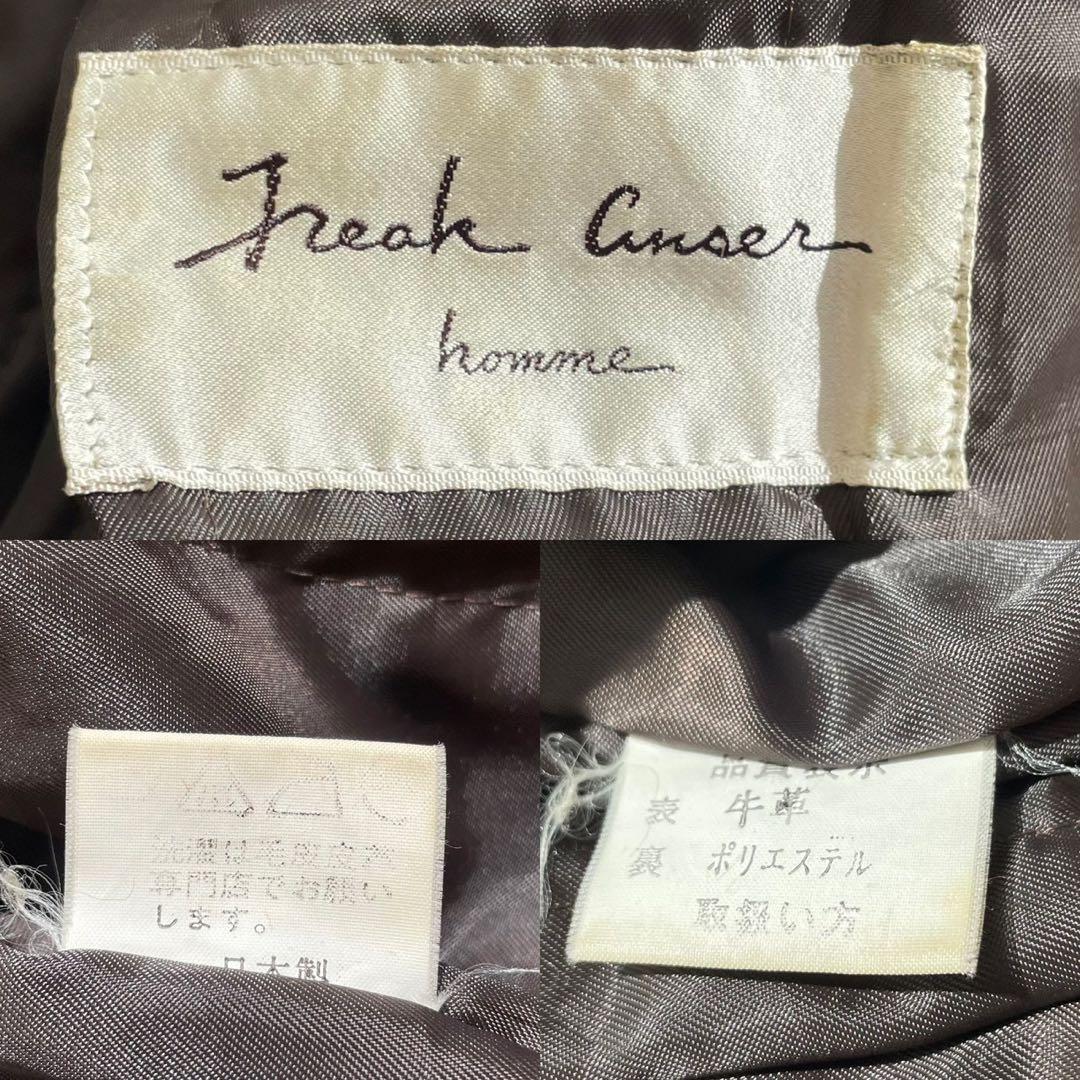 Freak Anser
homme
洗濯は毛皮皮革
専門店でお願い
します。
日本製
品質表示
表 牛革
裏 ポリエステル
取扱い方